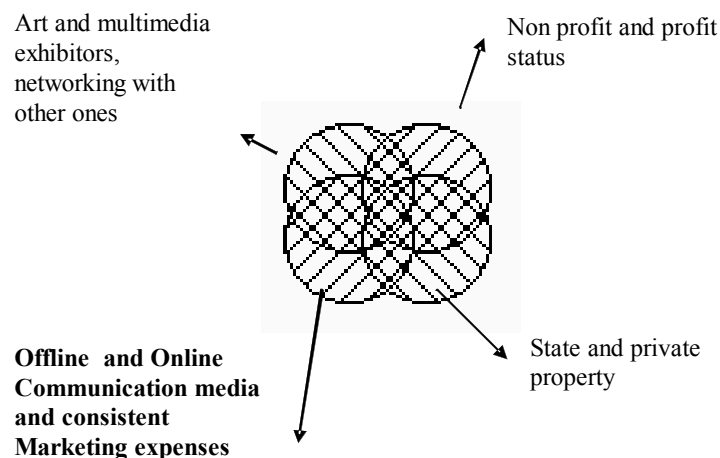 Art and multimedia
exhibitors,
networking with
other ones
Non profit and profit
status
Offline and Online
Communication media
and consistent
Marketing expenses
State and private
property